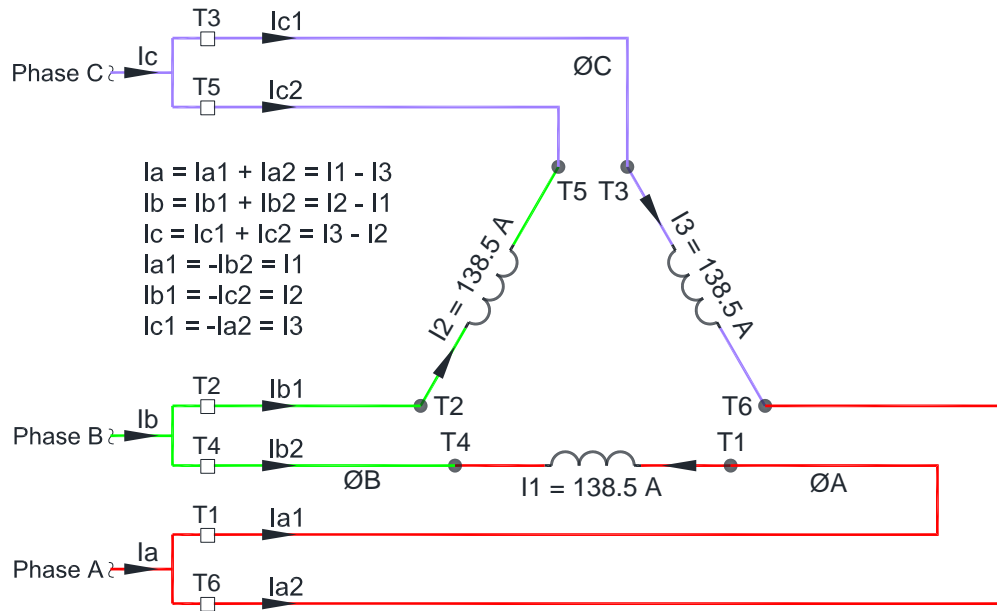 T3
Ic1
Phase C
Ic
ØC
T5
Ic2
Ia = Ia1 + Ia2 = I1 - I3
Ib = Ib1 + Ib2 = I2 - I1
Ic = Ic1 + Ic2 = I3 - I2
Ia1 = -Ib2 = I1
Ib1 = -Ic2 = I2
Ic1 = -Ia2 = I3
T5
T3
I2 = 138.5 A
I3 = 138.5 A
T2
Ib1
T2
T6
Phase B
Ib
T4
Ib2
T4
T1
ØB
I1 = 138.5 A
ØA
T1
Ia1
Phase A
Ia
T6
Ia2